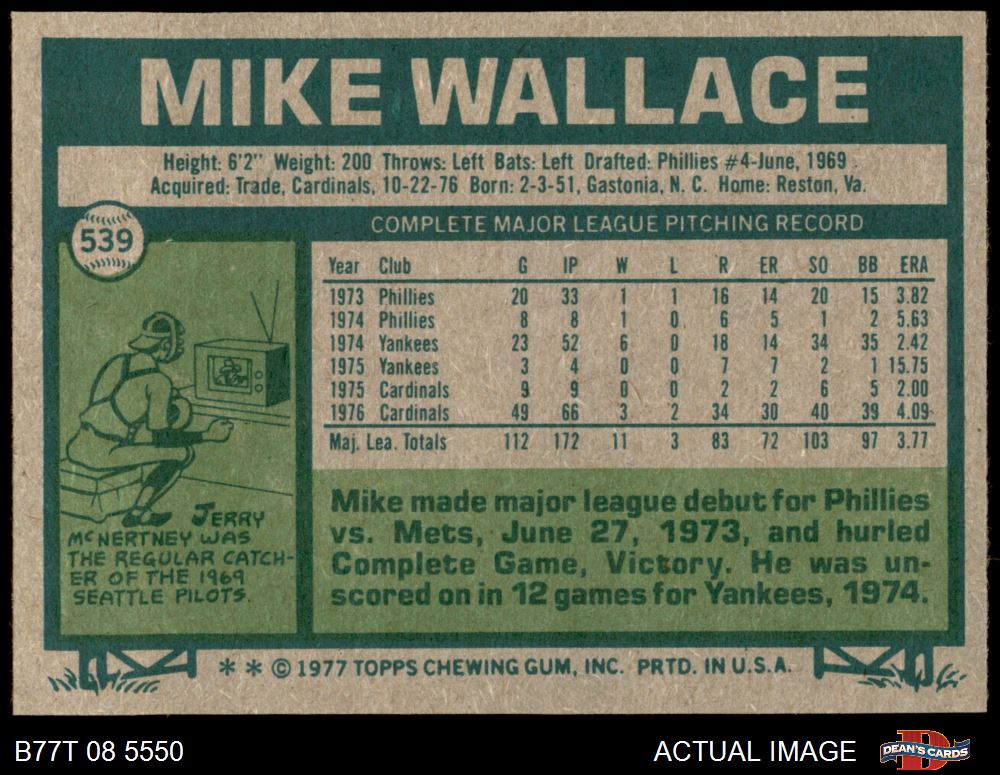 MIKE WALLACE
Height: 6'2" Weight: 200 Throws: Left Bats: Left Drafted: Phillies #4-June, 1969
Acquired: Trade, Cardinals, 10-22-76 Born: 2-3-51, Gastonia, N. C. Home: Reston, Va.
539
COMPLETE MAJOR LEAGUE PITCHING RECORD
Year Club G IP W L R ER SO BB ERA
1973 Phillies 20 33 1 1 16 14 20 15 3.82
1974 Phillies 8 8 1 0 6 5 1 2 5.63
1974 Yankees 23 52 6 0 18 14 34 35 2.42
1975 Yankees 3 4 0 0 7 7 2 1 15.75
1975 Cardinals 9 9 0 0 2 2 6 5 2.00
1976 Cardinals 49 66 3 2 34 30 40 39 4.09
Maj. Lea. Totals 112 172 11 3 83 72 103 97 3.77
JERRY
MCNERTNEY WAS
THE REGULAR CATCH-
ER OF THE 1969
SEATTLE PILOTS.
Mike made major league debut for Phillies
vs. Mets, June 27, 1973, and hurled
Complete Game, Victory. He was un-
scored on in 12 games for Yankees, 1974.
** © 1977 TOPPS CHEWING GUM, INC. PRTD. IN U.S.A.
B77T 08 5550
ACTUAL IMAGE
DEAN'S CARDS